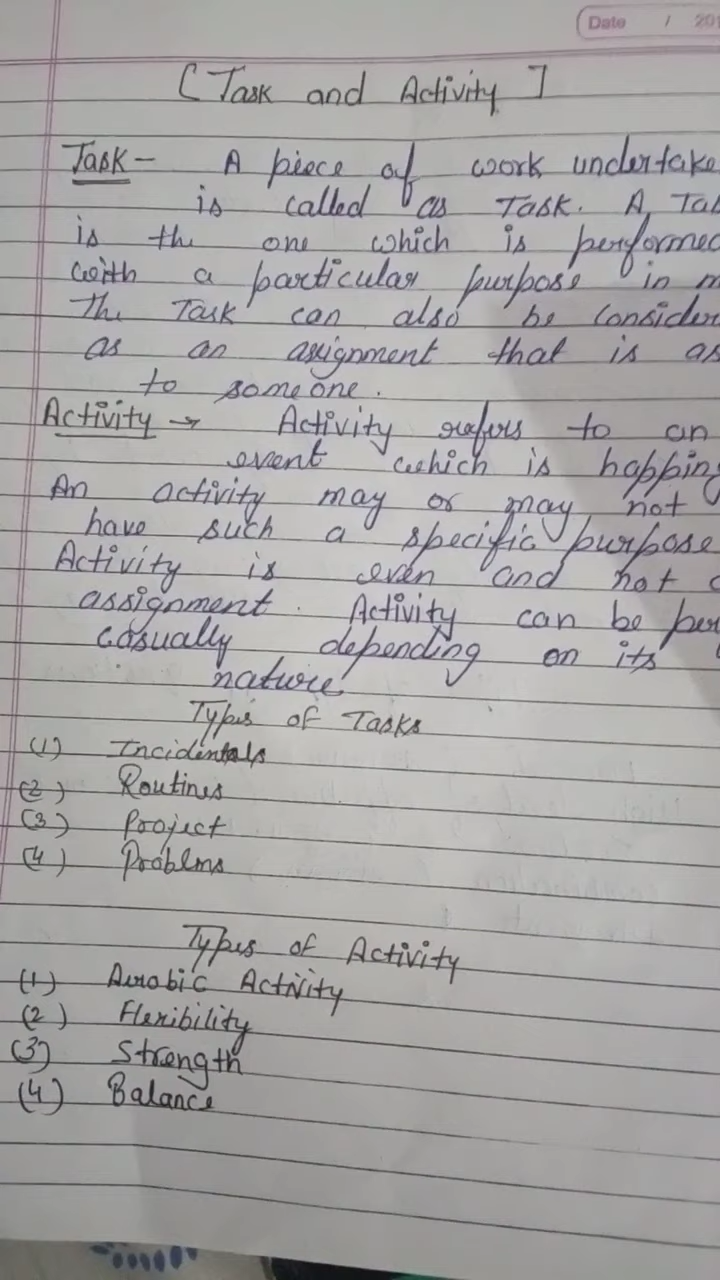 Date / 201
[ Task and Activity ]
Task - A piece of work undertake
is called as Task. A Tas
is the one which is performed
with a particular purpose in m
The Task can also be consider
as an assignment that is as
to someone.
Activity → Activity refers to an
event which is happing
An activity may or may not
have such a specific purpose
Activity is even and not a
assignment. Activity can be per
casually depending on its
nature
Types of Tasks
(1) Incidentals
(2) Routines
(3) Project
(4) Problms
Types of Activity
(1) Aerobic Activity
(2) Flexibility
(3) Strength
(4) Balance